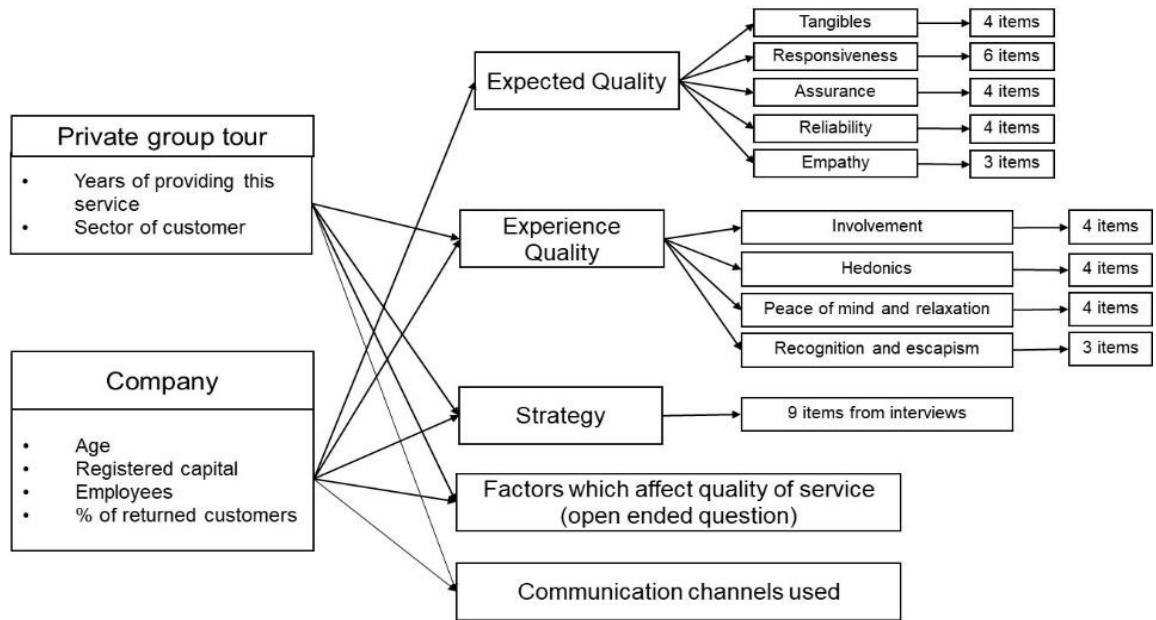 Private group tour
• Years of providing this
service
• Sector of customer
Company
• Age
• Registered capital
• Employees
• % of returned customers
Expected Quality
Tangibles
4 items
Responsiveness
6 items
Assurance
4 items
Reliability
4 items
Empathy
3 items
Experience
Quality
Involvement
4 items
Hedonics
4 items
Peace of mind and relaxation
4 items
Recognition and escapism
3 items
Strategy
9 items from interviews
Factors which affect quality of service
(open ended question)
Communication channels used